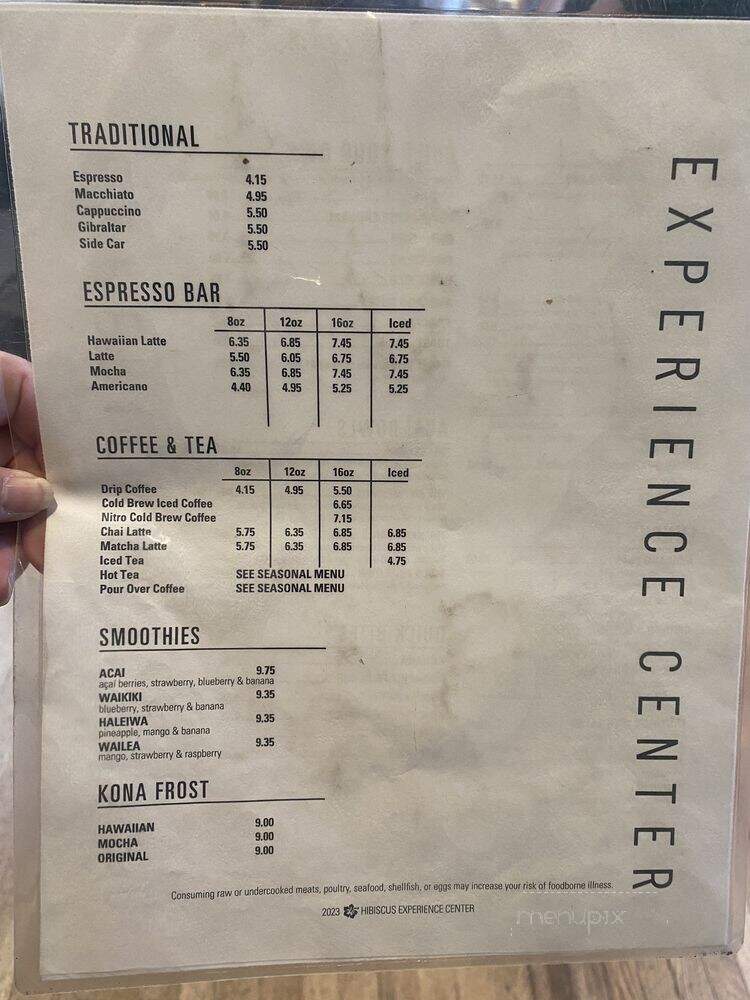 TRADITIONAL
Espresso 4.15
Macchiato 4.95
Cappuccino 5.50
Gibraltar 5.50
Side Car 5.50
ESPRESSO BAR
8oz 12oz 16oz Iced
Hawaiian Latte 6.35 6.85 7.45 7.45
Latte 5.50 6.05 6.75 6.75
Mocha 6.35 6.85 7.45 7.45
Americano 4.40 4.95 5.25 5.25
COFFEE & TEA
8oz 12oz 16oz Iced
Drip Coffee 4.15 4.95 5.50
Cold Brew Iced Coffee 6.65
Nitro Cold Brew Coffee 7.15
Chai Latte 5.75 6.35 6.85 6.85
Matcha Latte 5.75 6.35 6.85 6.85
Iced Tea 4.75
Hot Tea SEE SEASONAL MENU
Pour Over Coffee SEE SEASONAL MENU
SMOOTHIES
ACAI 9.75
açaí berries, strawberry, blueberry & banana
WAIKIKI 9.35
blueberry, strawberry & banana
HALEIWA 9.35
pineapple, mango & banana
WAILEA 9.35
mango, strawberry & raspberry
KONA FROST
HAWAIIAN 9.00
MOCHA 9.00
ORIGINAL 9.00
EXPERIENCE CENTER
Consuming raw or undercooked meats, poultry, seafood, shellfish, or eggs may increase your risk of foodborne illness.
2023 HIBISCUS EXPERIENCE CENTER
menupix